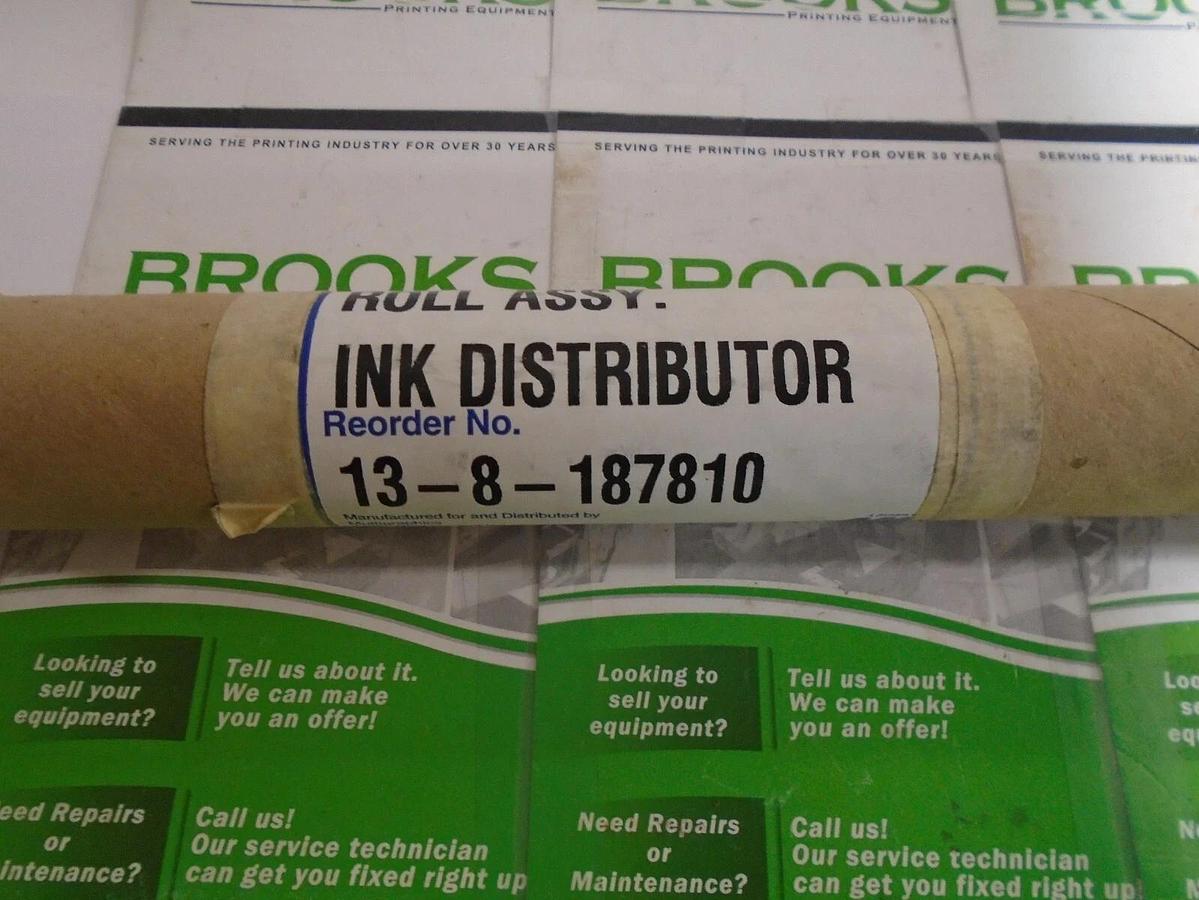 BROOKS BROOKS
PRINTING EQUIPMENT PRINTING EQUIPMENT
SERVING THE PRINTING INDUSTRY FOR OVER 30 YEARS SERVING THE PRINTING INDUSTRY FOR OVER 30 YEARS SERVING THE PRINTIN
BROOKS BROOKS BR
ROLL ASSY.
INK DISTRIBUTOR
Reorder No.
13-8-187810
Manufactured for and Distributed by
Multigraphics
Looking to
sell your
equipment?
Tell us about it.
We can make
you an offer!
Looking to
sell your
equipment?
Tell us about it.
We can make
you an offer!
eed Repairs
or
intenance?
Call us!
Our service technician
can get you fixed right up
Need Repairs
or
Maintenance?
Call us!
Our service technician
can get you fixed right up!